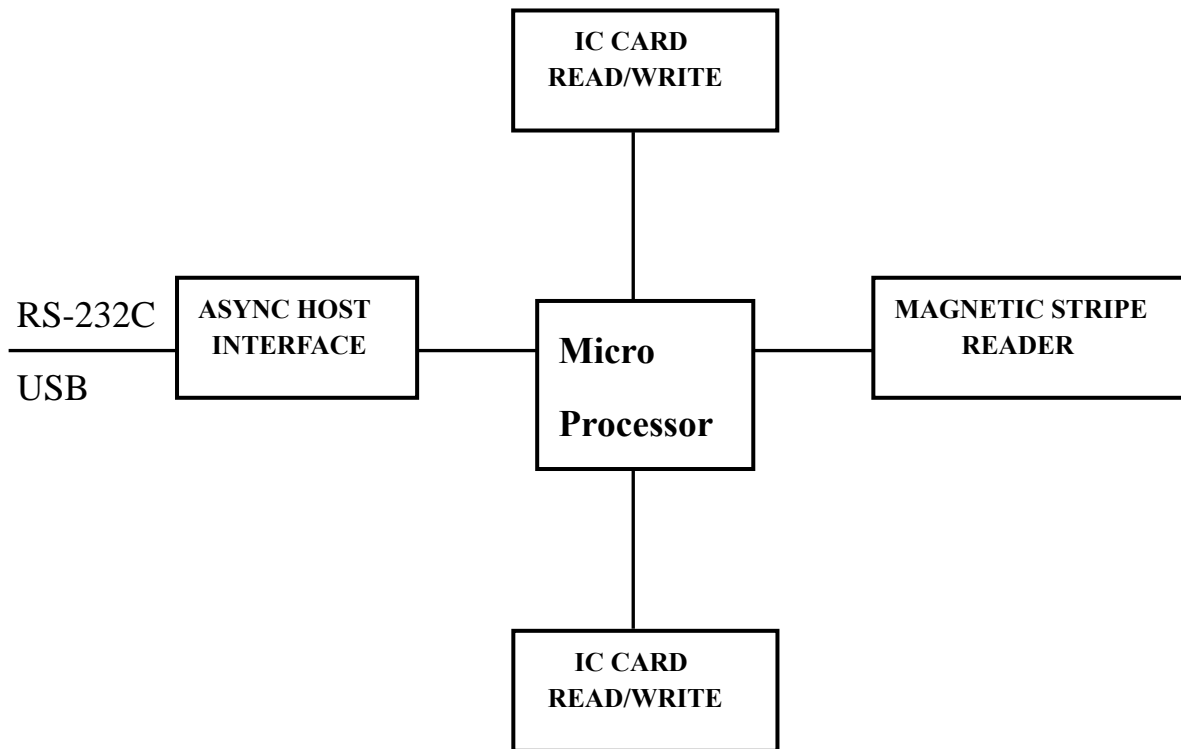 IC CARD
READ/WRITE
RS-232C
USB
ASYNC HOST
INTERFACE
Micro
Processor
MAGNETIC STRIPE
READER
IC CARD
READ/WRITE